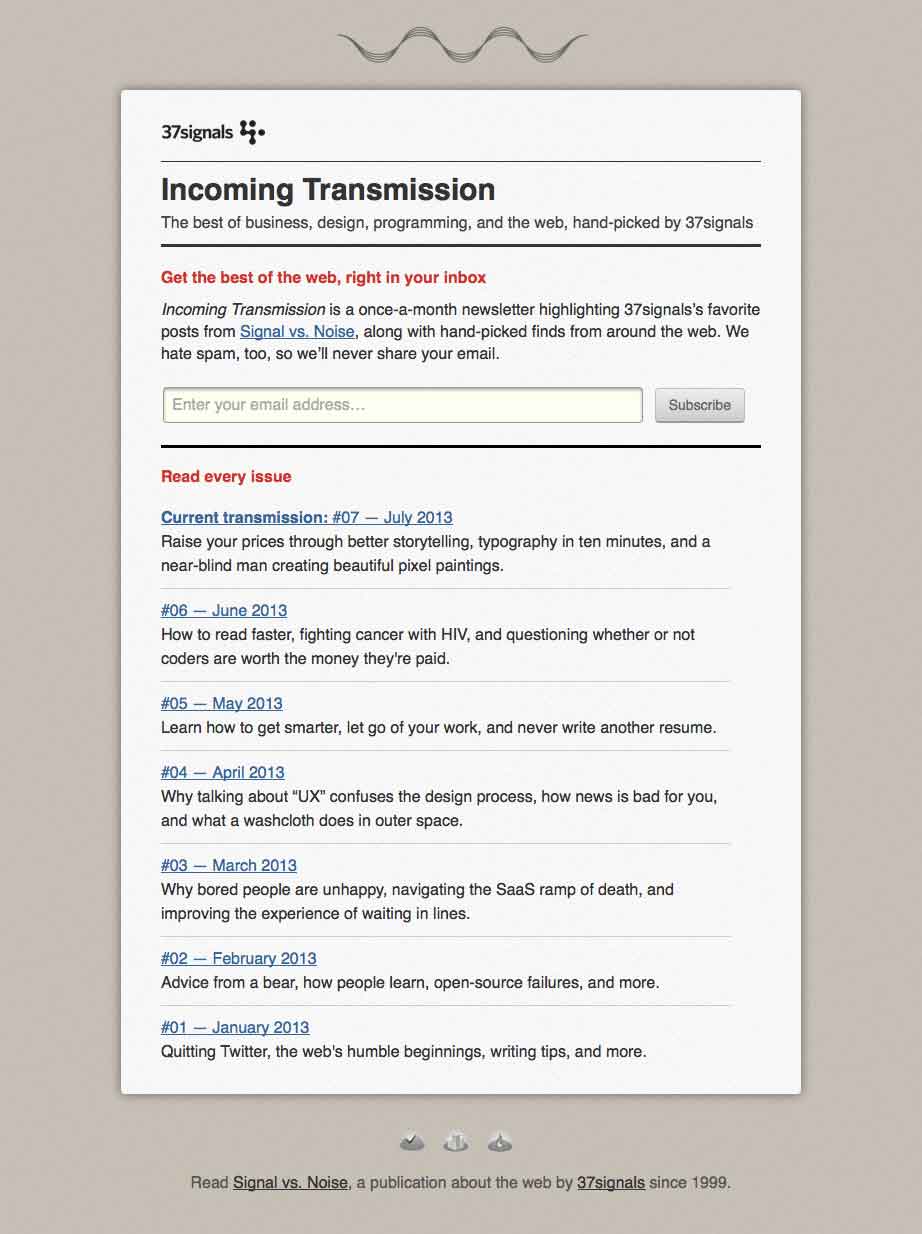 37signals
Incoming Transmission
The best of business, design, programming, and the web, hand-picked by 37signals
Get the best of the web, right in your inbox
Incoming Transmission is a once-a-month newsletter highlighting 37signals’s favorite
posts from Signal vs. Noise, along with hand-picked finds from around the web. We
hate spam, too, so we’ll never share your email.
Enter your email address…
Subscribe
Read every issue
Current transmission: #07 — July 2013
Raise your prices through better storytelling, typography in ten minutes, and a
near-blind man creating beautiful pixel paintings.
#06 — June 2013
How to read faster, fighting cancer with HIV, and questioning whether or not
coders are worth the money they're paid.
#05 — May 2013
Learn how to get smarter, let go of your work, and never write another resume.
#04 — April 2013
Why talking about “UX” confuses the design process, how news is bad for you,
and what a washcloth does in outer space.
#03 — March 2013
Why bored people are unhappy, navigating the SaaS ramp of death, and
improving the experience of waiting in lines.
#02 — February 2013
Advice from a bear, how people learn, open-source failures, and more.
#01 — January 2013
Quitting Twitter, the web's humble beginnings, writing tips, and more.
Read Signal vs. Noise, a publication about the web by 37signals since 1999.